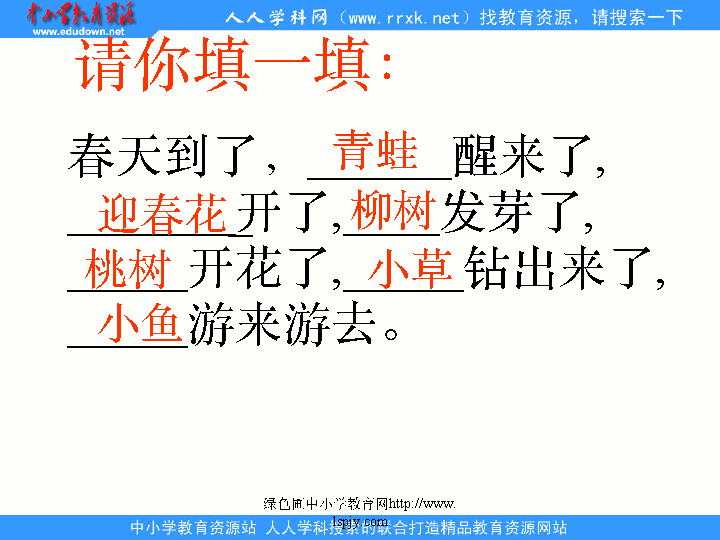 中小学教育资源
www.edudown.net
人人学科网（www.rrxk.net）找教育资源，请搜索一下
请你填一填：
春天到了，青蛙醒来了,
迎春花开了,柳树发芽了,
桃树开花了,小草钻出来了,
小鱼游来游去。
绿色圃中小学教育网http://www.
中小学教育资源站 人人学科搜索的联合打造精品教育资源网站